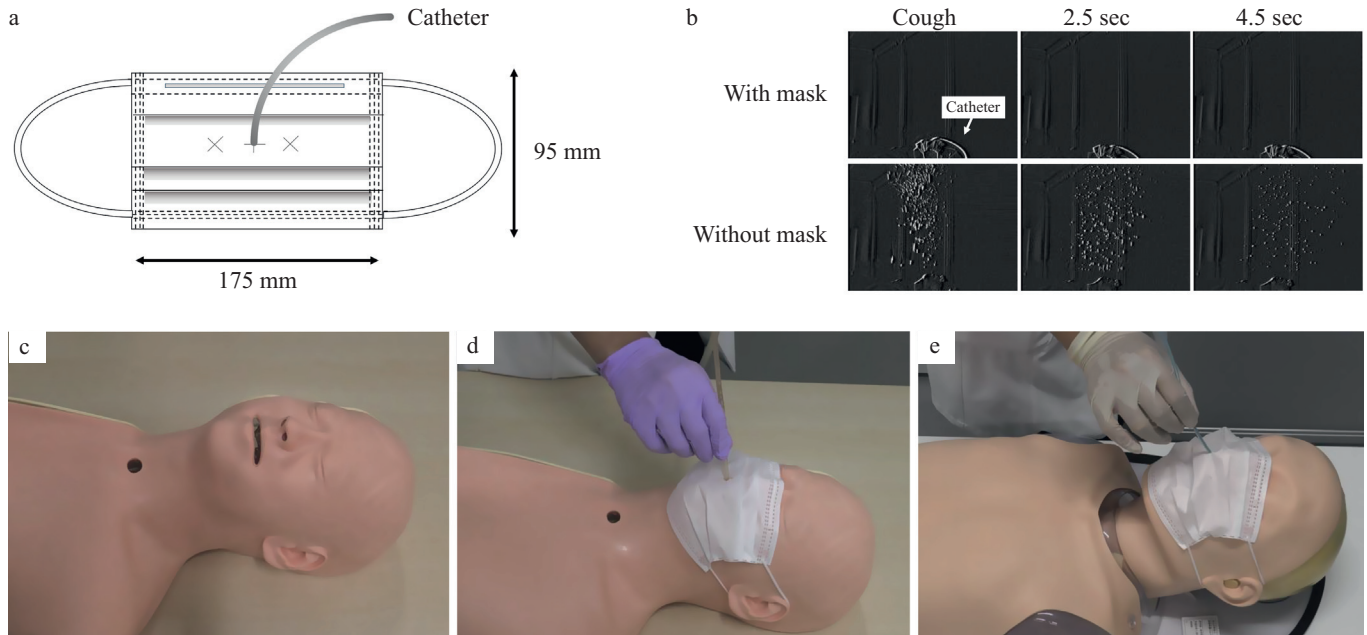 a
Catheter
95 mm
175 mm
b
Cough
2.5 sec
4.5 sec
With mask
Catheter
Without mask
c
d
e